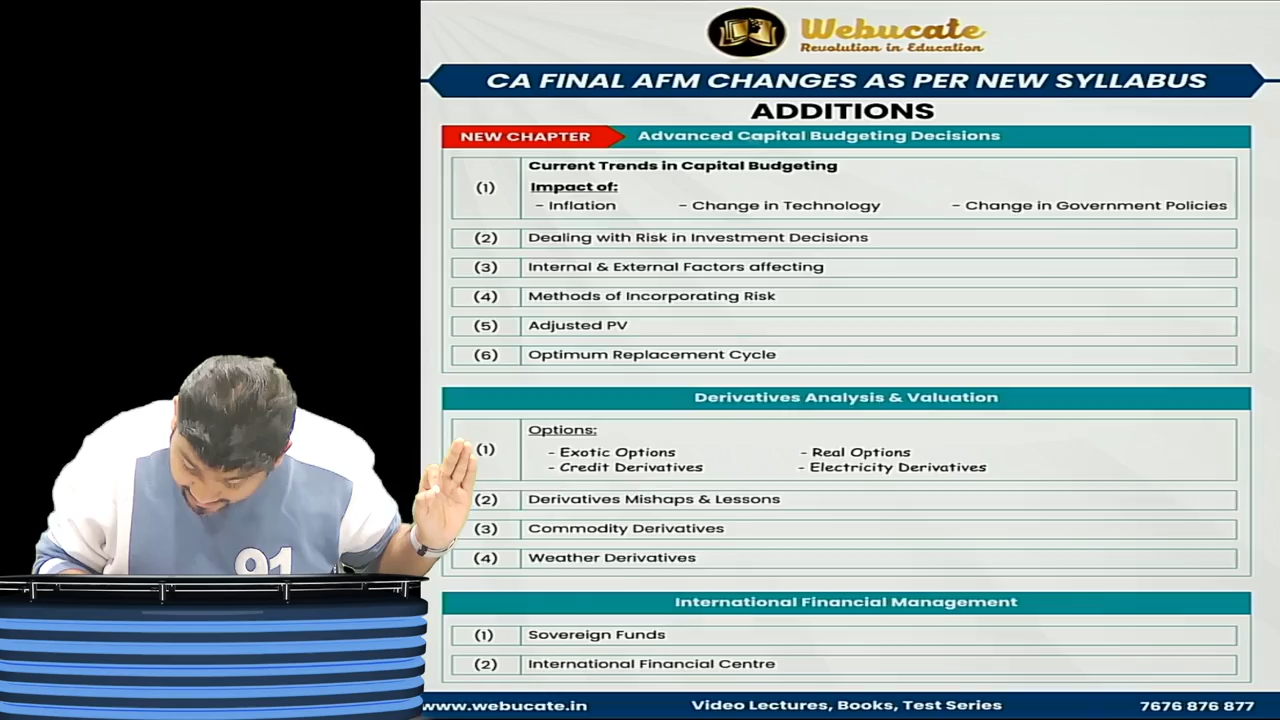 Webucate
Revolution in Education
CA FINAL AFM CHANGES AS PER NEW SYLLABUS
ADDITIONS
NEW CHAPTER Advanced Capital Budgeting Decisions
Current Trends in Capital Budgeting
(1) Impact of:
- Inflation - Change in Technology - Change in Government Policies
(2) Dealing with Risk in Investment Decisions
(3) Internal & External Factors affecting
(4) Methods of Incorporating Risk
(5) Adjusted PV
(6) Optimum Replacement Cycle
Derivatives Analysis & Valuation
Options:
(1) - Exotic Options - Real Options
- Credit Derivatives - Electricity Derivatives
(2) Derivatives Mishaps & Lessons
(3) Commodity Derivatives
(4) Weather Derivatives
International Financial Management
(1) Sovereign Funds
(2) International Financial Centre
www.webucate.in Video Lectures, Books, Test Series 7676 876 877
91